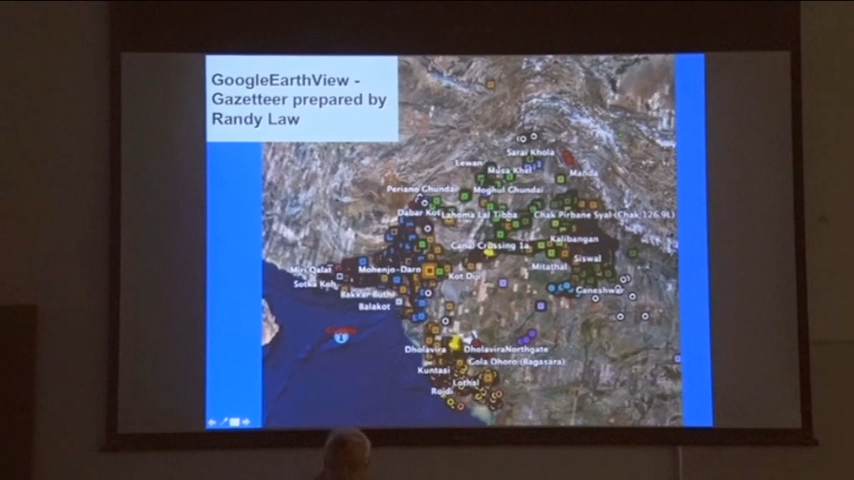 GoogleEarthView -
Gazetteer prepared by
Randy Law
Sarai Khola
Lewan
Musa Khel
Manda
Periano Ghundai
Moghul Ghundai
Dabar Kot
Lahoma Lal Tibba
Chak Pirbane Syal (Chak 126.9L)
Canal Crossing 1a
Kalibangan
Siswal
Miri Qalat
Mohenjo-Daro
Kot Diji
Mitathal
Sotka Koh
Bakkar Buthi
Ganeshwar
Balakot
Dholavira
DholaviraNorthgate
Gola Dhoro (Bagasara)
Kuntasi
Lothal
Rojdi